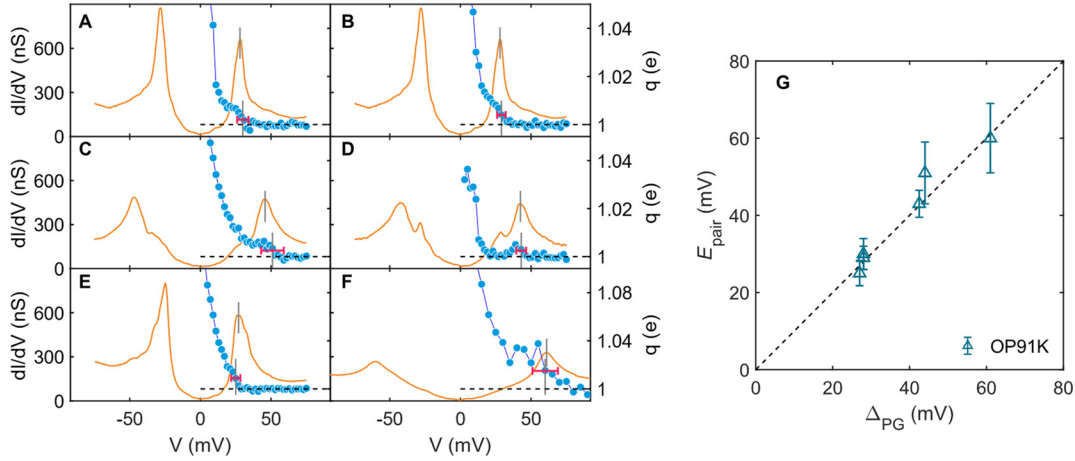 A
B
dI/dV (nS)
600
300
0
1.04
1.02
1
q (e)
C
D
dI/dV (nS)
600
300
0
1.04
1.02
1
q (e)
E
F
dI/dV (nS)
600
300
0
1.08
1.04
1
q (e)
-50 0 50
-50 0 50
V (mV)
V (mV)
G
E_pair (mV)
80
60
40
20
0
0 20 40 60 80
Δ_PG (mV)
OP91K